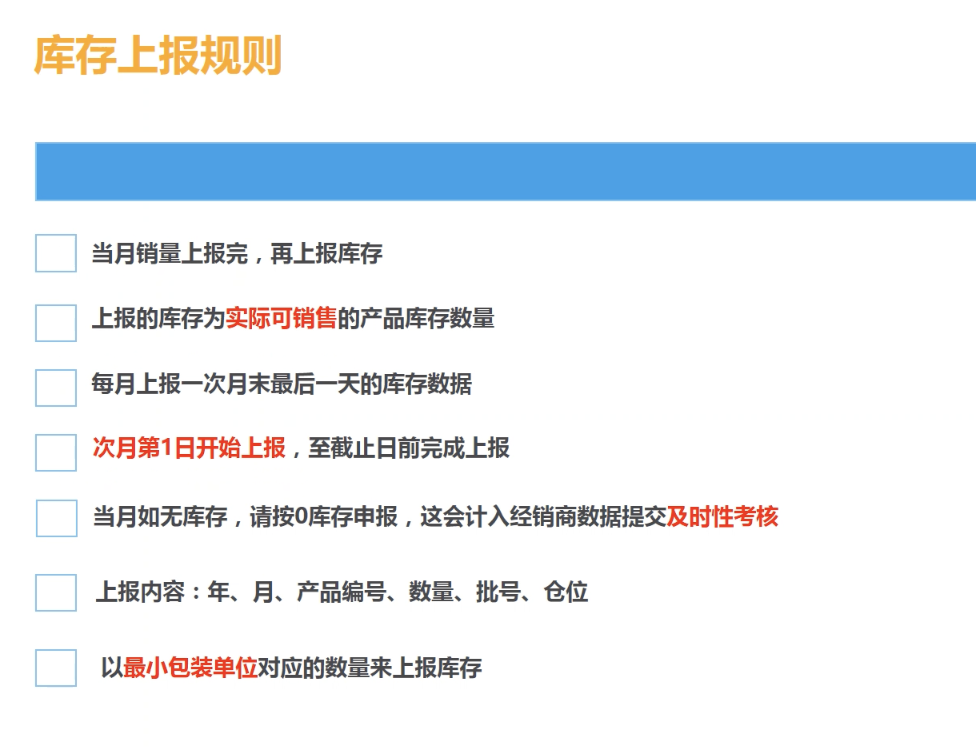 库存上报规则
当月销量上报完，再上报库存
上报的库存为实际可销售的产品库存数量
每月上报一次月末最后一天的库存数据
次月第1日开始上报，至截止日前完成上报
当月如无库存，请按0库存申报，这会计入经销商数据提交及时性考核
上报内容：年、月、产品编号、数量、批号、仓位
以最小包装单位对应的数量来上报库存